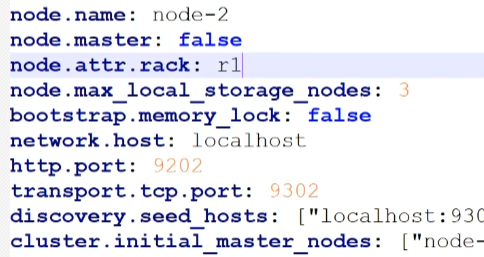 node.name: node-2
node.master: false
node.attr.rack: r1
node.max_local_storage_nodes: 3
bootstrap.memory_lock: false
network.host: localhost
http.port: 9202
transport.tcp.port: 9302
discovery.seed_hosts: ["localhost:930
cluster.initial_master_nodes: ["node-